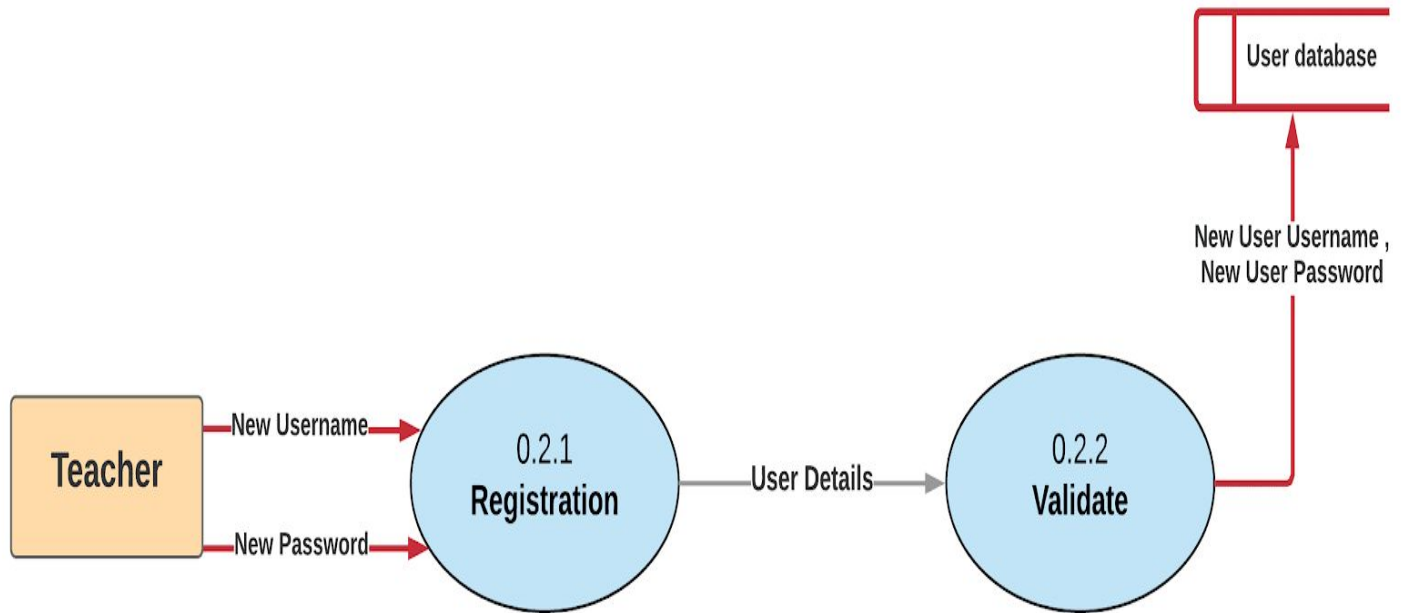 User database
New User Username ,
New User Password
Teacher
New Username
New Password
0.2.1
Registration
User Details
0.2.2
Validate